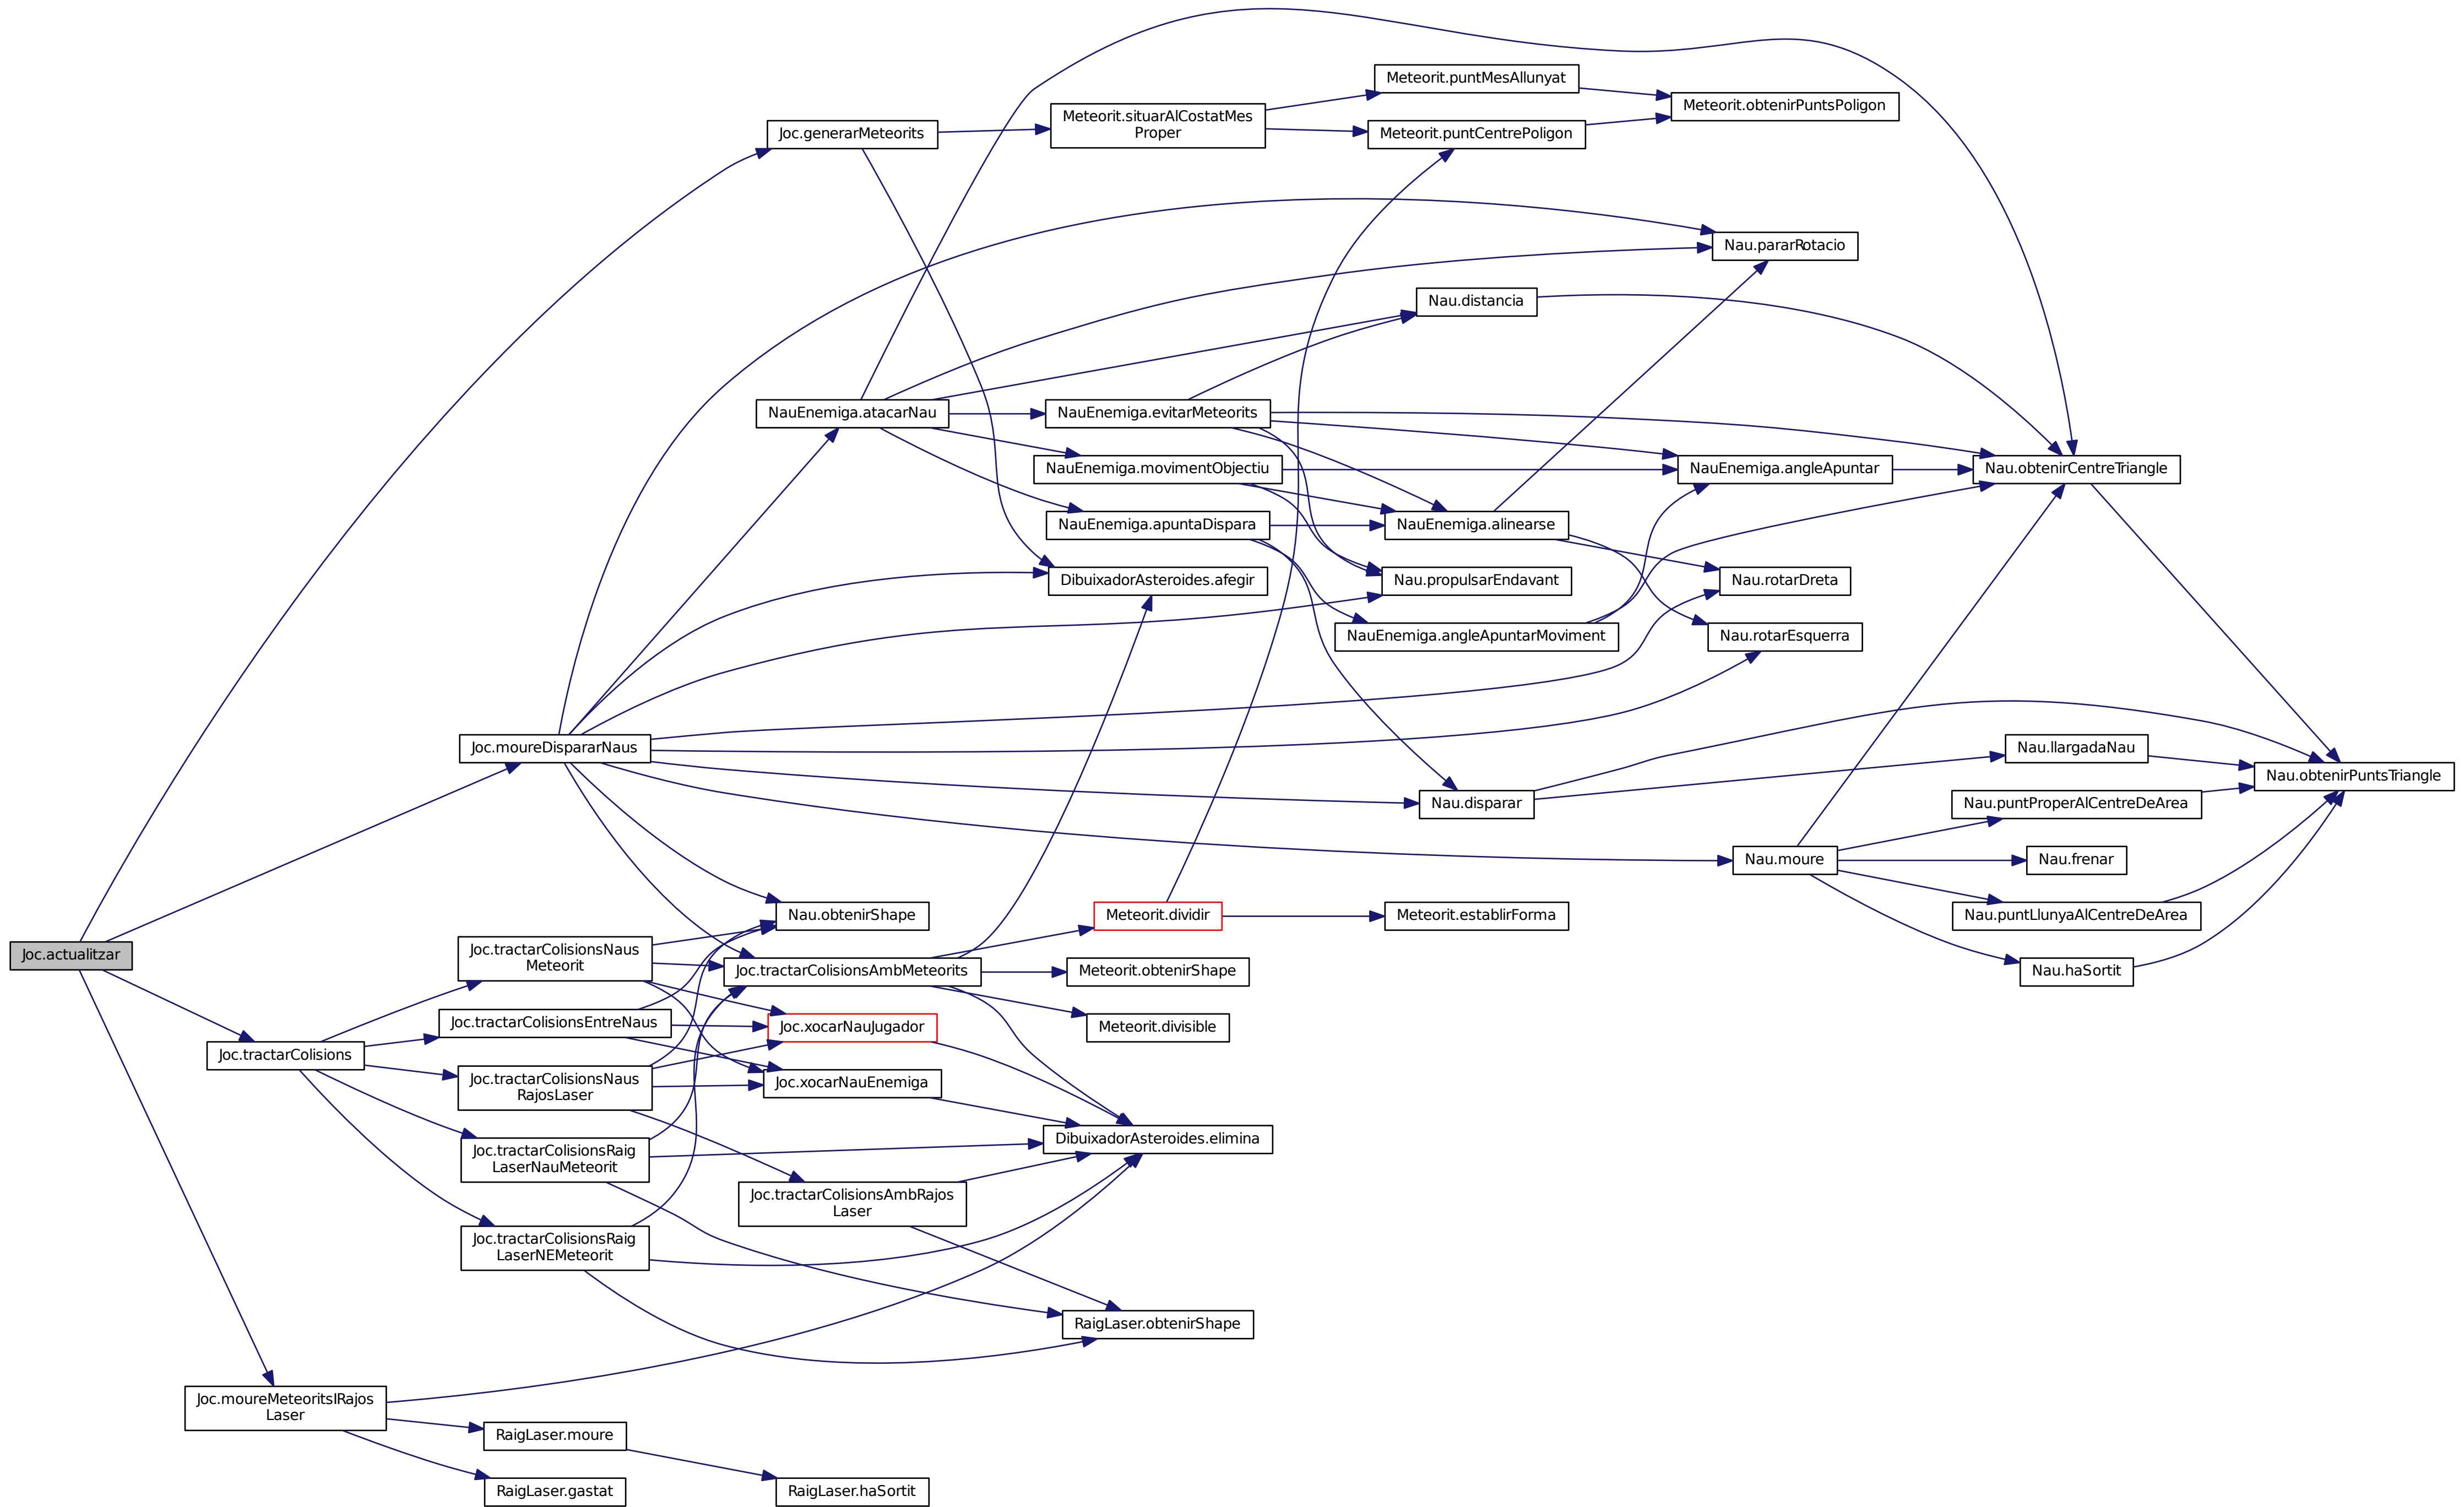 Joc.actualitzar
Joc.generarMeteorits
Joc.moureDispararNaus
Joc.tractarColisions
Joc.moureMeteoritsIRajos
Laser
Joc.tractarColisionsNaus
Meteorit
Joc.tractarColisionsEntreNaus
Joc.tractarColisionsNaus
RajosLaser
Joc.tractarColisionsRaig
LaserNauMeteorit
Joc.tractarColisionsRaig
LaserNEMeteorit
RaigLaser.moure
RaigLaser.gastat
NauEnemiga.atacarNau
Nau.obtenirShape
Joc.tractarColisionsAmbMeteorits
Joc.xocarNauJugador
Joc.xocarNauEnemiga
Joc.tractarColisionsAmbRajos
Laser
RaigLaser.haSortit
Meteorit.situarAlCostatMes
Proper
NauEnemiga.evitarMeteorits
NauEnemiga.movimentObjectiu
NauEnemiga.apuntaDispara
DibuixadorAsteroides.afegir
Meteorit.dividir
Meteorit.obtenirShape
Meteorit.divisible
DibuixadorAsteroides.elimina
RaigLaser.obtenirShape
Meteorit.puntMesAllunyat
Meteorit.puntCentrePoligon
Nau.distancia
NauEnemiga.alinearse
Nau.propulsarEndavant
NauEnemiga.angleApuntarMoviment
Nau.disparar
Meteorit.establirForma
Meteorit.obtenirPuntsPoligon
Nau.pararRotacio
NauEnemiga.angleApuntar
Nau.rotarDreta
Nau.rotarEsquerra
Nau.moure
Nau.obtenirCentreTriangle
Nau.llargadaNau
Nau.puntProperAlCentreDeArea
Nau.frenar
Nau.puntLlunyaAlCentreDeArea
Nau.haSortit
Nau.obtenirPuntsTriangle